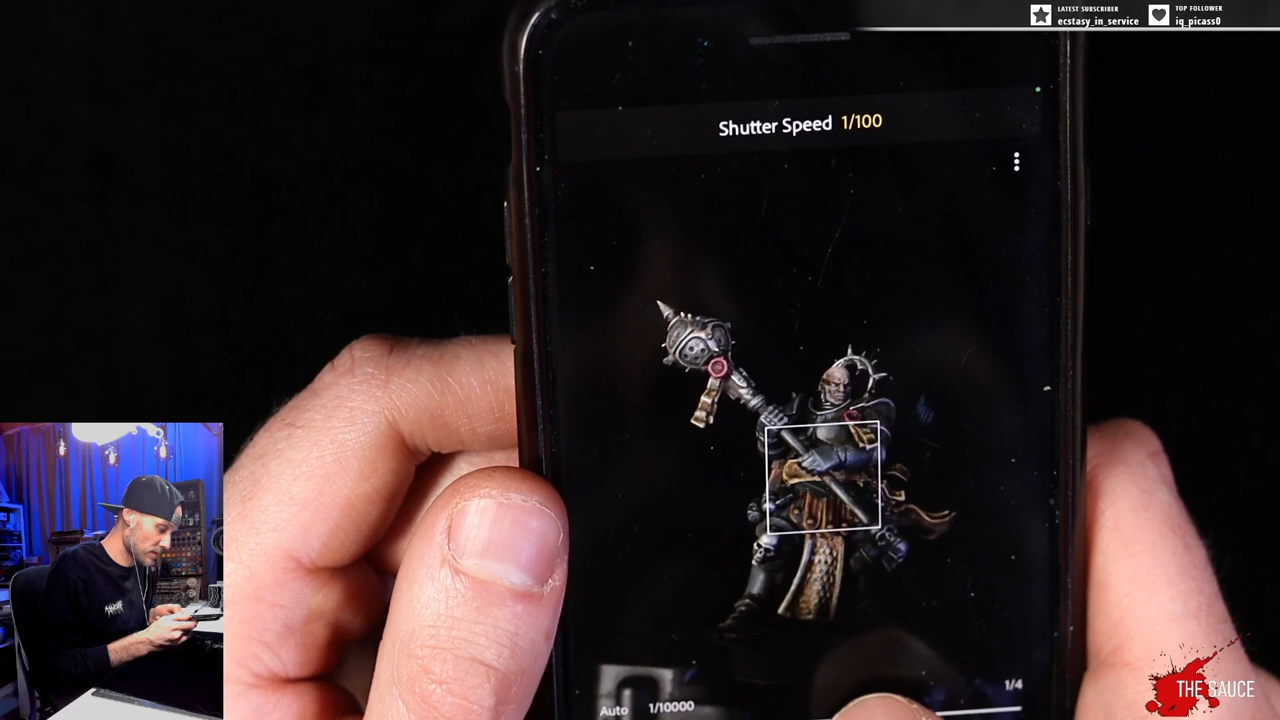 LATEST SUBSCRIBER
ecstasy_in_service
TOP FOLLOWER
iq_picass0
Shutter Speed 1/100
1/4
Auto 1/10000
THE SAUCE